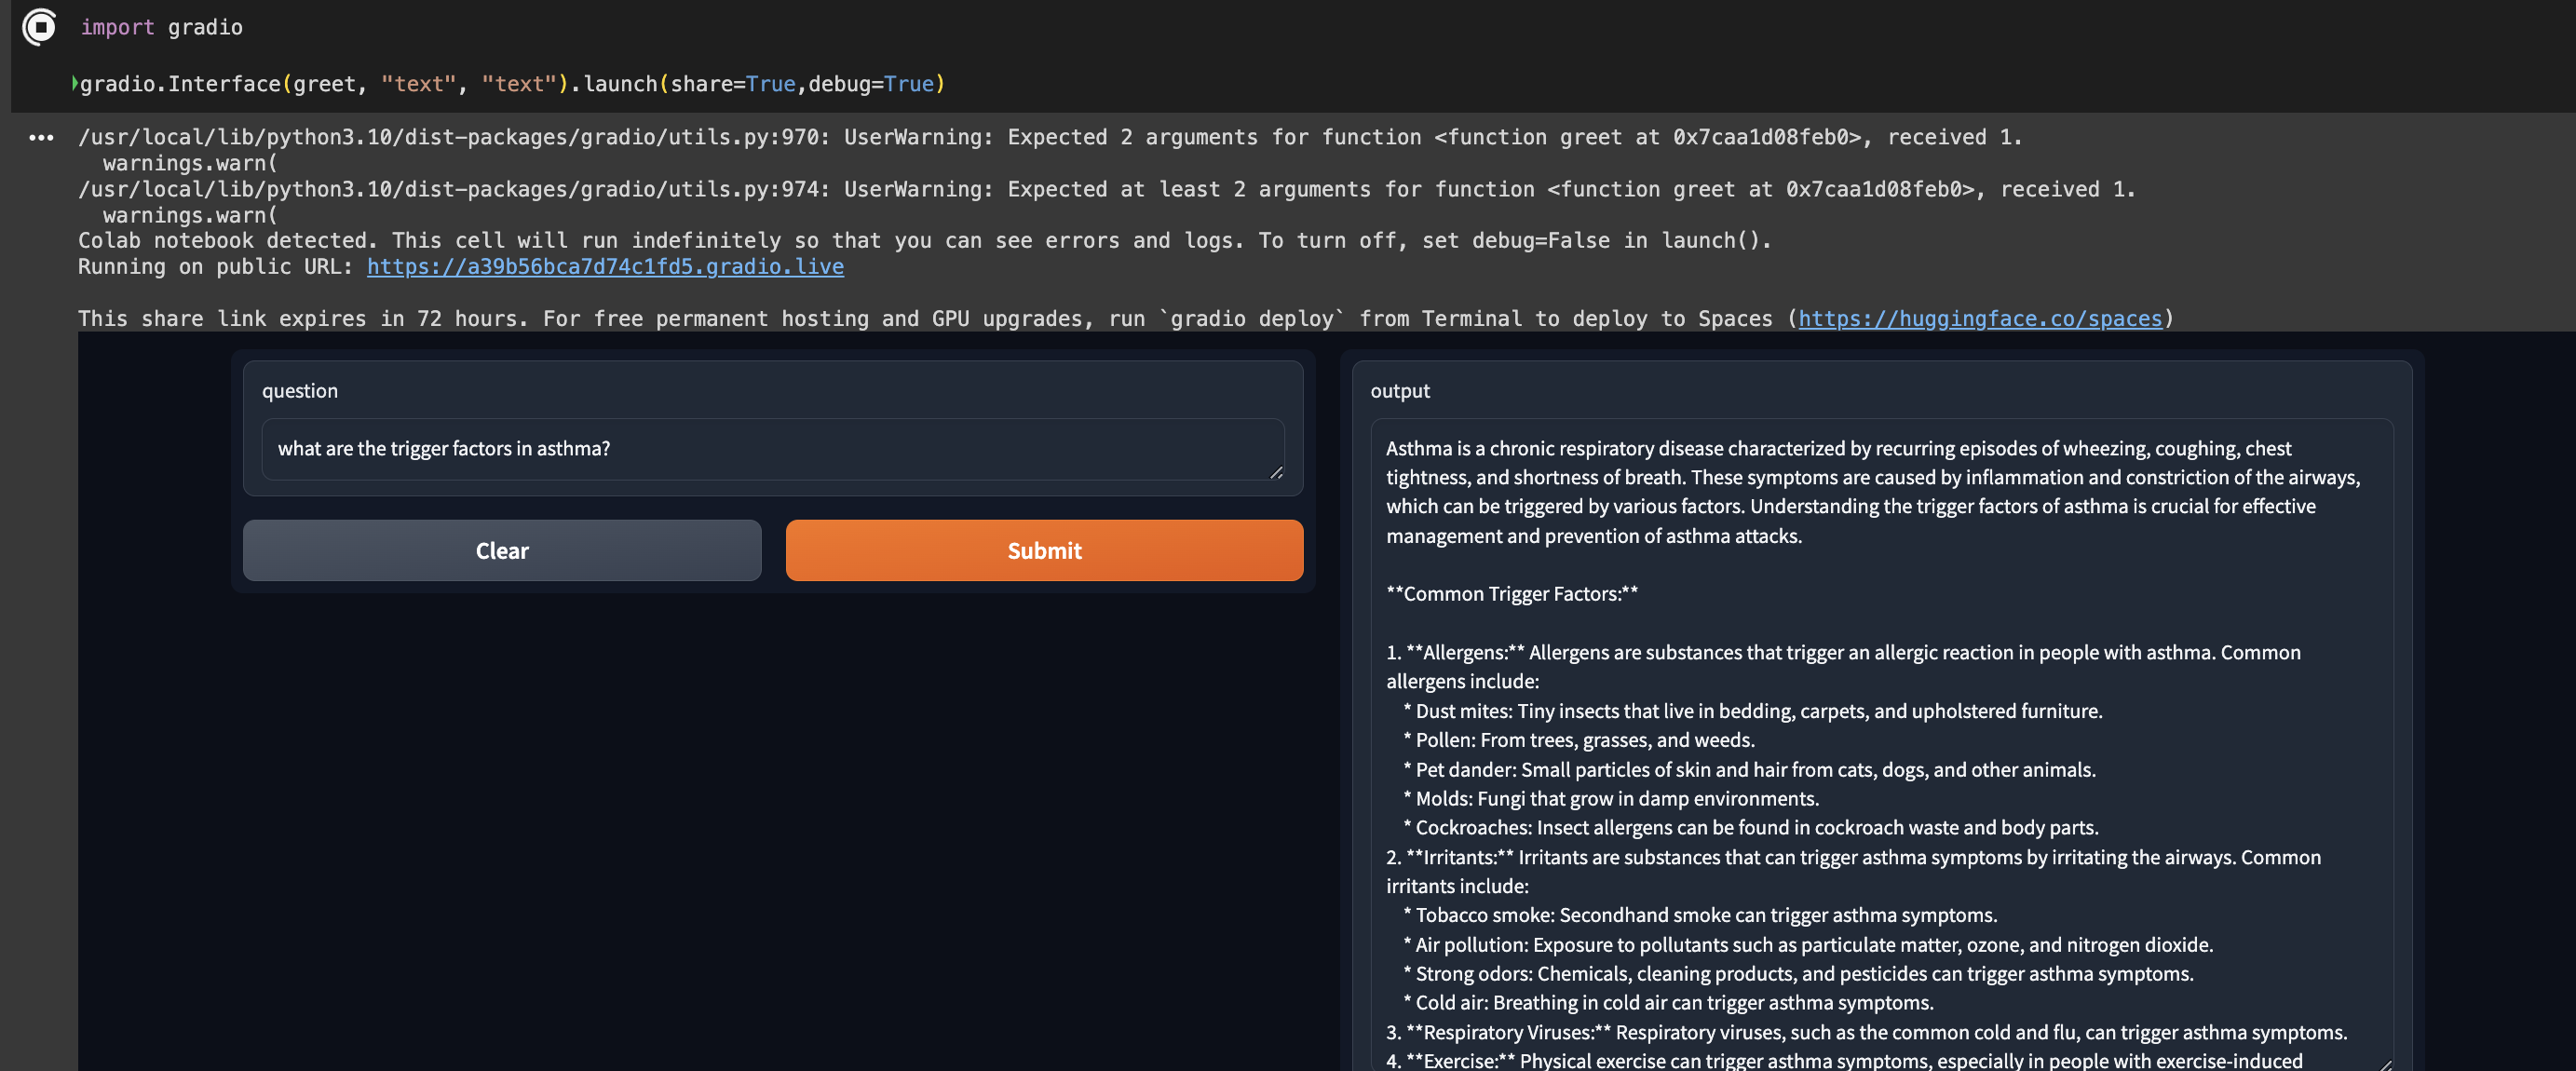 import gradio
gradio.Interface(greet, "text", "text").launch(share=True,debug=True)
/usr/local/lib/python3.10/dist-packages/gradio/utils.py:970: UserWarning: Expected 2 arguments for function <function greet at 0x7caa1d08feb0>, received 1.
  warnings.warn(
/usr/local/lib/python3.10/dist-packages/gradio/utils.py:974: UserWarning: Expected at least 2 arguments for function <function greet at 0x7caa1d08feb0>, received 1.
  warnings.warn(
Colab notebook detected. This cell will run indefinitely so that you can see errors and logs. To turn off, set debug=False in launch().
Running on public URL: https://a39b56bca7d74c1fd5.gradio.live
This share link expires in 72 hours. For free permanent hosting and GPU upgrades, run `gradio deploy` from Terminal to deploy to Spaces (https://huggingface.co/spaces)
question
what are the trigger factors in asthma?
Clear
Submit
output
Asthma is a chronic respiratory disease characterized by recurring episodes of wheezing, coughing, chest
tightness, and shortness of breath. These symptoms are caused by inflammation and constriction of the airways,
which can be triggered by various factors. Understanding the trigger factors of asthma is crucial for effective
management and prevention of asthma attacks.
**Common Trigger Factors:**
1. **Allergens:** Allergens are substances that trigger an allergic reaction in people with asthma. Common
allergens include:
* Dust mites: Tiny insects that live in bedding, carpets, and upholstered furniture.
* Pollen: From trees, grasses, and weeds.
* Pet dander: Small particles of skin and hair from cats, dogs, and other animals.
* Molds: Fungi that grow in damp environments.
* Cockroaches: Insect allergens can be found in cockroach waste and body parts.
2. **Irritants:** Irritants are substances that can trigger asthma symptoms by irritating the airways. Common
irritants include:
* Tobacco smoke: Secondhand smoke can trigger asthma symptoms.
* Air pollution: Exposure to pollutants such as particulate matter, ozone, and nitrogen dioxide.
* Strong odors: Chemicals, cleaning products, and pesticides can trigger asthma symptoms.
* Cold air: Breathing in cold air can trigger asthma symptoms.
3. **Respiratory Viruses:** Respiratory viruses, such as the common cold and flu, can trigger asthma symptoms.
4. **Exercise:** Physical exercise can trigger asthma symptoms, especially in people with exercise-induced